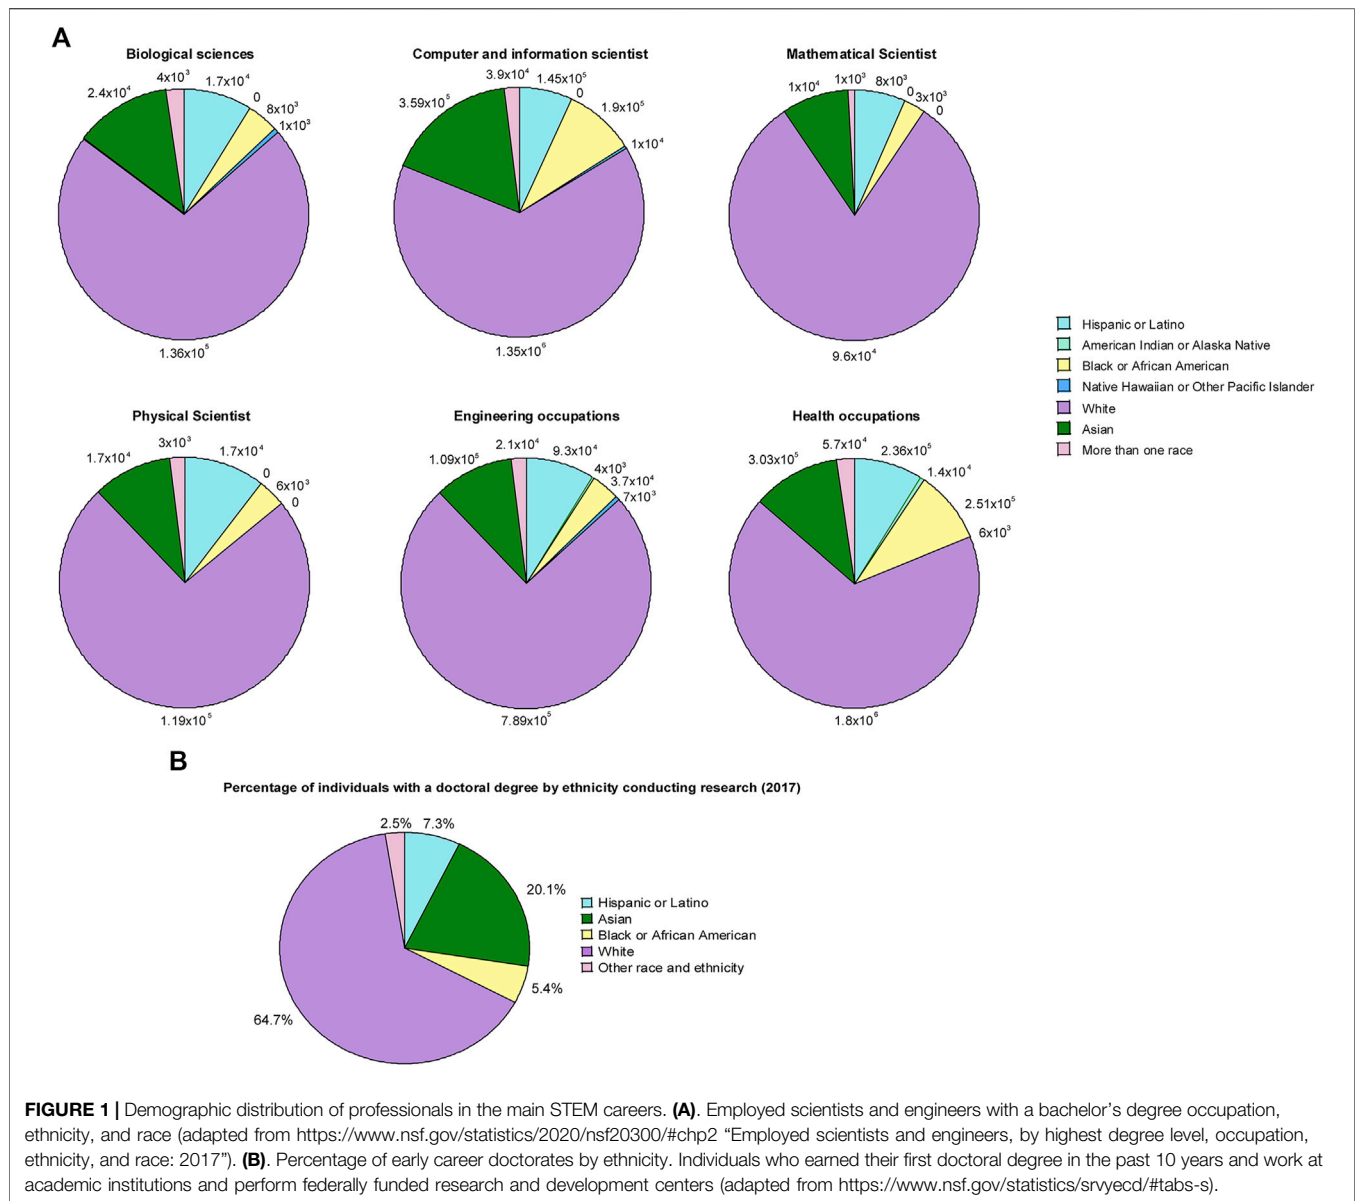 A
Biological sciences
4x10³
1.7x10⁴
0
8x10³
1x10³
2.4x10⁴
1.36x10⁵
Computer and information scientist
3.9x10⁴
1.45x10⁵
0
1.9x10⁵
1x10⁴
3.59x10⁵
1.35x10⁶
Mathematical Scientist
1x10³
8x10³
0
3x10³
0
1x10⁴
9.6x10⁴
Hispanic or Latino
American Indian or Alaska Native
Black or African American
Native Hawaiian or Other Pacific Islander
White
Asian
More than one race
Physical Scientist
3x10³
1.7x10⁴
0
6x10³
0
1.7x10⁴
1.19x10⁵
Engineering occupations
2.1x10⁴
9.3x10⁴
4x10³
3.7x10⁴
7x10³
1.09x10⁵
7.89x10⁵
Health occupations
5.7x10⁴
2.36x10⁵
1.4x10⁴
2.51x10⁵
6x10³
3.03x10⁵
1.8x10⁶
B
Percentage of individuals with a doctoral degree by ethnicity conducting research (2017)
2.5%
7.3%
20.1%
5.4%
64.7%
Hispanic or Latino
Asian
Black or African American
White
Other race and ethnicity
FIGURE 1 | Demographic distribution of professionals in the main STEM careers. (A). Employed scientists and engineers with a bachelor's degree occupation,
ethnicity, and race (adapted from https://www.nsf.gov/statistics/2020/nsf20300/#chp2 “Employed scientists and engineers, by highest degree level, occupation,
ethnicity, and race: 2017”). (B). Percentage of early career doctorates by ethnicity. Individuals who earned their first doctoral degree in the past 10 years and work at
academic institutions and perform federally funded research and development centers (adapted from https://www.nsf.gov/statistics/srvyecd/#tabs-s).